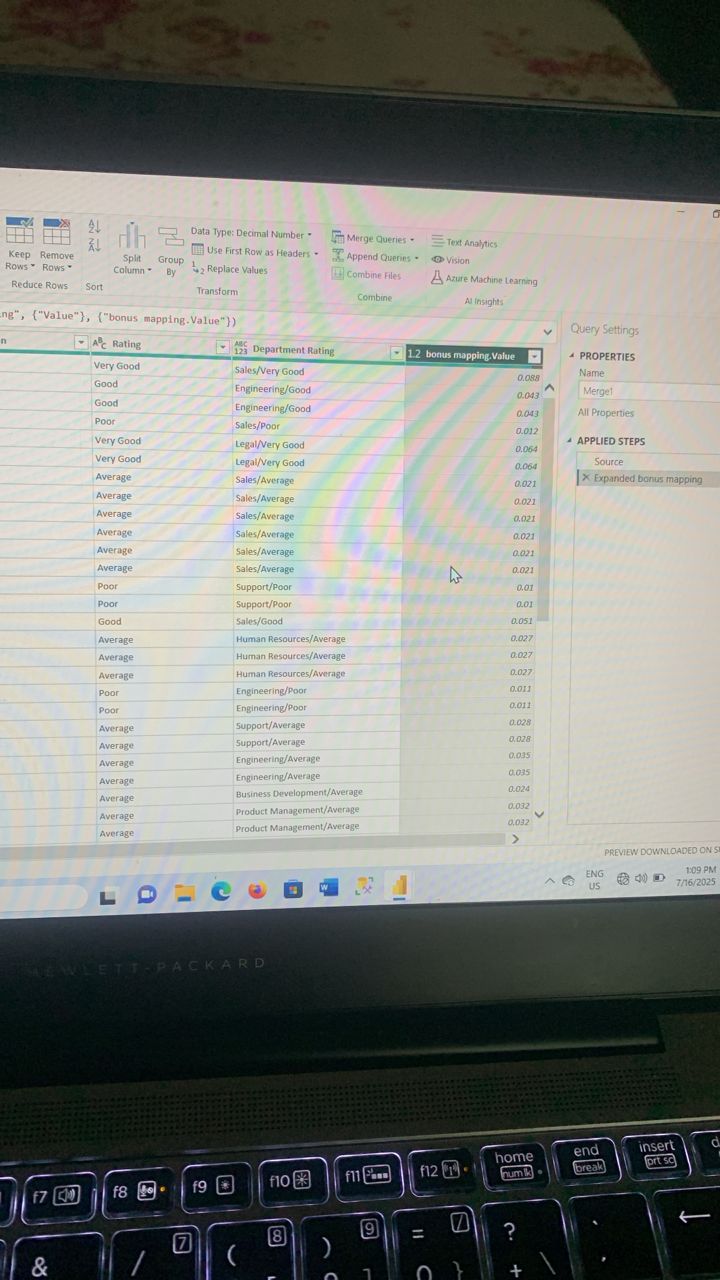 Keep Rows
Remove Rows
Reduce Rows
A Z
Z A
Sort
Split Column
Group By
Data Type: Decimal Number
Use First Row as Headers
1 2 Replace Values
Transform
Merge Queries
Append Queries
Combine Files
Combine
Text Analytics
Vision
Azure Machine Learning
AI Insights
ng", {"Value"}, {"bonus mapping.Value"})
n ABC Rating ABC 123 Department Rating 1.2 bonus mapping.Value
Very Good Sales/Very Good 0.088
Good Engineering/Good 0.043
Good Engineering/Good 0.043
Poor Sales/Poor 0.012
Very Good Legal/Very Good 0.064
Very Good Legal/Very Good 0.064
Average Sales/Average 0.021
Average Sales/Average 0.021
Average Sales/Average 0.021
Average Sales/Average 0.021
Average Sales/Average 0.021
Average Sales/Average 0.021
Poor Support/Poor 0.01
Poor Support/Poor 0.01
Good Sales/Good 0.051
Average Human Resources/Average 0.027
Average Human Resources/Average 0.027
Average Human Resources/Average 0.027
Poor Engineering/Poor 0.011
Poor Engineering/Poor 0.011
Average Support/Average 0.028
Average Support/Average 0.028
Average Engineering/Average 0.035
Average Engineering/Average 0.035
Average Business Development/Average 0.024
Average Product Management/Average 0.032
Average Product Management/Average 0.032
Query Settings
PROPERTIES
Name
Merge1
All Properties
APPLIED STEPS
Source
Expanded bonus mapping
PREVIEW DOWNLOADED ON S
W
ENG
US
1:09 PM
7/16/2025
HEWLETT-PACKARD
f7
f8
f9
f10
f11
f12
home
num lk
end
break
insert
prt sc
d
&
/ 7
( 8
) 9
= /
?
+ \
}
←